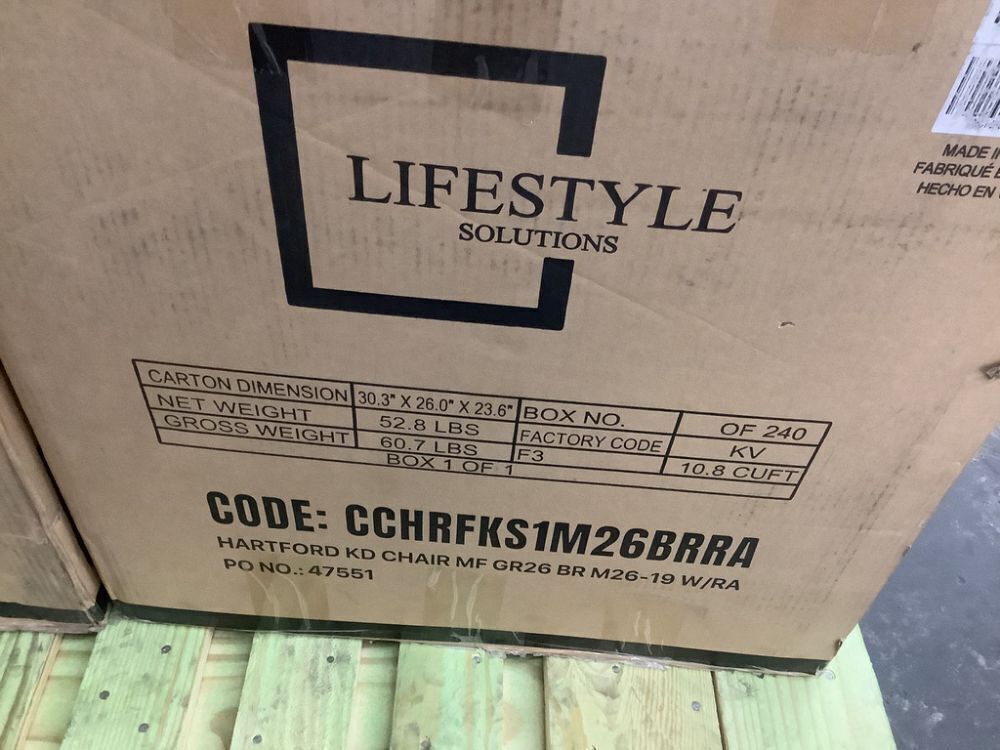 LIFESTYLE
SOLUTIONS
MADE
FABRIQUÉ
HECHO EN
CARTON DIMENSION 30.3" X 26.0" X 23.6" BOX NO. OF 240
NET WEIGHT 52.8 LBS FACTORY CODE KV
GROSS WEIGHT 60.7 LBS F3 10.8 CUFT
BOX 1 OF 1
CODE: CCHRFKS1M26BRRA
HARTFORD KD CHAIR MF GR26 BR M26-19 W/RA
PO NO.: 47551